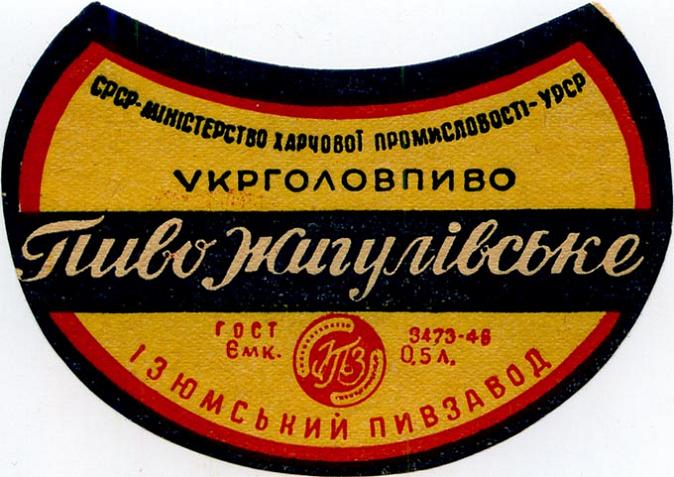 СРСР-МІНІСТЕРСТВО ХАРЧОВОЇ ПРОМИСЛОВОСТІ-УРСР
УКРГОЛОВПИВО
Пиво Жигулівське
ГОСТ 3473-46
Ємк. 0,5 л.
ІПЗ
ІЗЮМСЬКИЙ ПИВЗАВОД